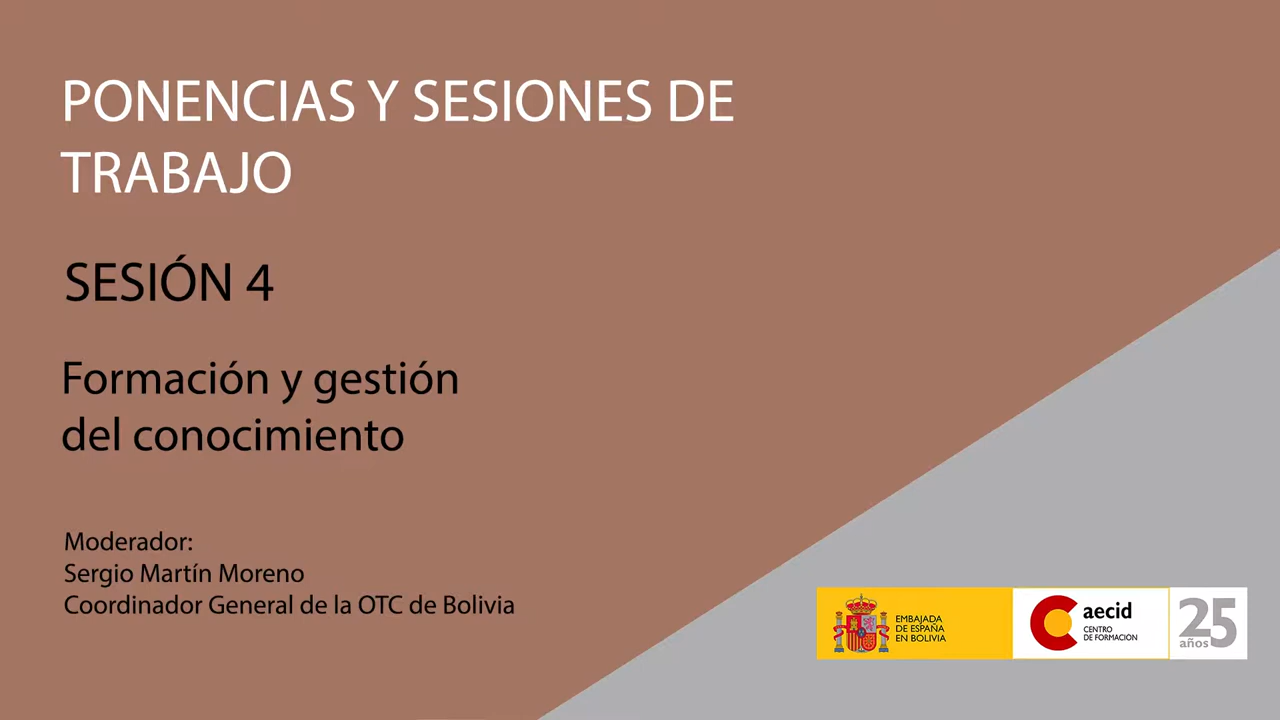 PONENCIAS Y SESIONES DE
TRABAJO
SESIÓN 4
Formación y gestión
del conocimiento
Moderador:
Sergio Martín Moreno
Coordinador General de la OTC de Bolivia
EMBAJADA
DE ESPAÑA
EN BOLIVIA
aecid
CENTRO
DE FORMACIÓN
25
años